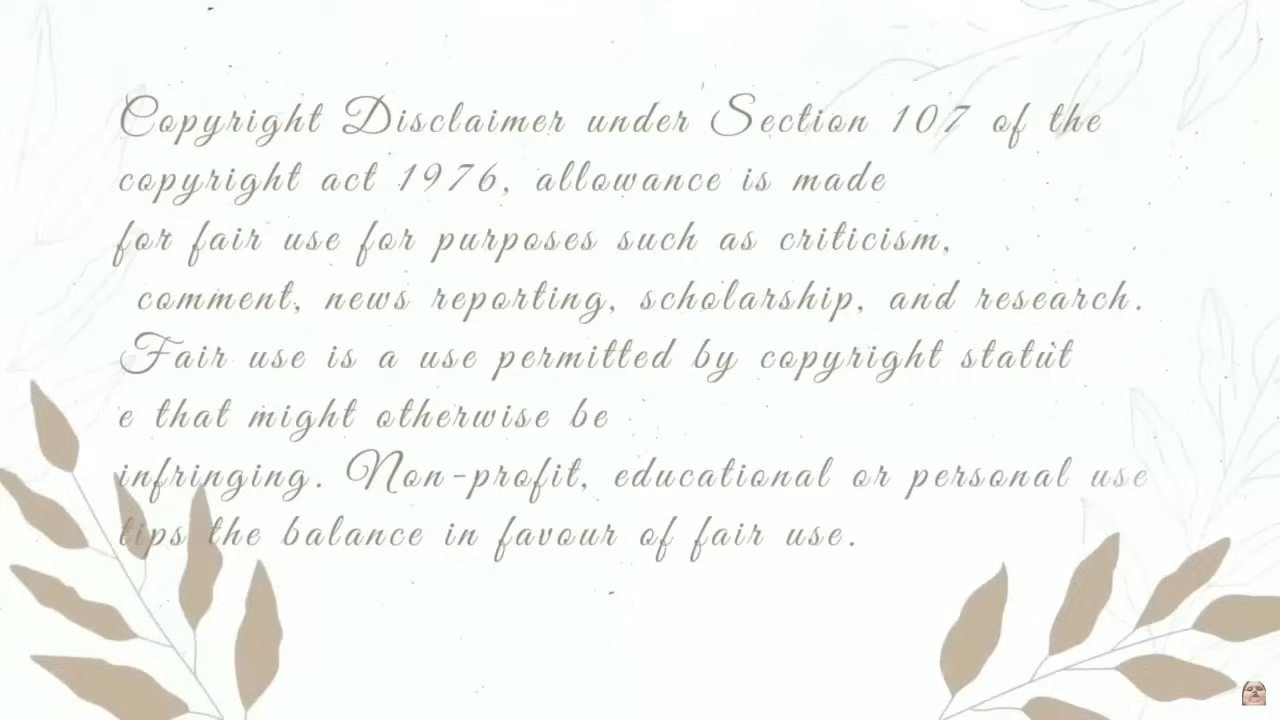 Copyright Disclaimer under Section 107 of the
copyright act 1976, allowance is made
for fair use for purposes such as criticism,
comment, news reporting, scholarship, and research.
Fair use is a use permitted by copyright statut
e that might otherwise be
infringing. Non-profit, educational or personal use
tips the balance in favour of fair use.